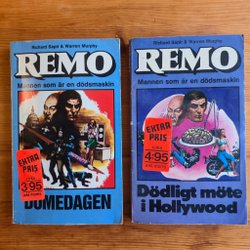 Richard Sapir & Warren Murphy
REMO
Mannen som är en dödsmaskin
EXTRA
PRIS
3:95
DOMEDAGEN
Richard Sapir & Warren Murphy
REMO
Mannen som är en dödsmaskin
EXTRA
PRIS
4:95
Dödligt möte
i Hollywood